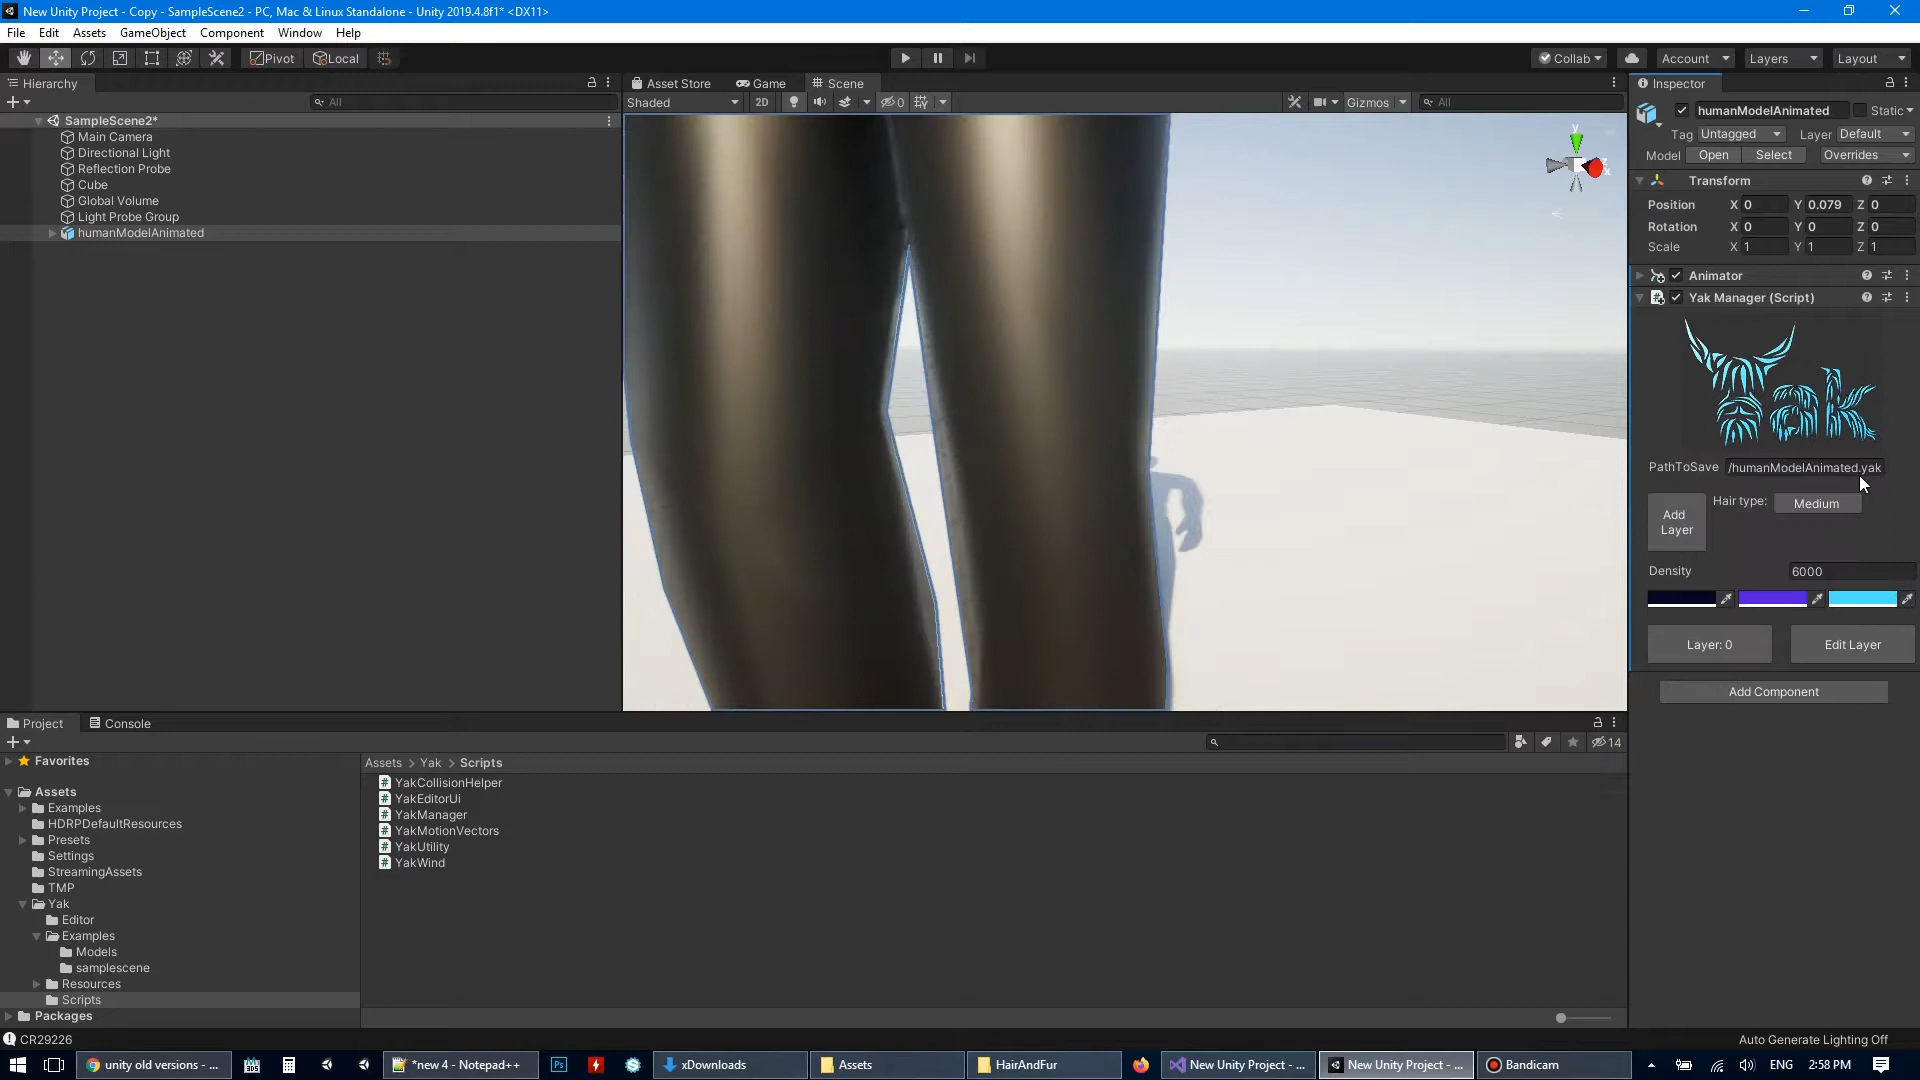 New Unity Project - Copy - SampleScene2 - PC, Mac & Linux Standalone - Unity 2019.4.8f1* <DX11>
File Edit Assets GameObject Component Window Help
Pivot Local Collab Account Layers Layout
Hierarchy
All
SampleScene2*
Main Camera
Directional Light
Reflection Probe
Cube
Global Volume
Light Probe Group
humanModelAnimated
Asset Store Game Scene
Shaded 2D 0 Gizmos All
y
x
Inspector
humanModelAnimated Static
Tag Untagged Layer Default
Model Open Select Overrides
Transform
Position X 0 Y 0.079 Z 0
Rotation X 0 Y 0 Z 0
Scale X 1 Y 1 Z 1
Animator
Yak Manager (Script)
Yak
PathToSave /humanModelAnimated.yak
Add Layer
Hair type: Medium
Density 6000
Layer: 0 Edit Layer
Add Component
Project Console
14
Favorites
Assets
Examples
HDRPDefaultResources
Presets
Settings
StreamingAssets
TMP
Yak
Editor
Examples
Models
samplescene
Resources
Scripts
Packages
Assets > Yak > Scripts
YakCollisionHelper
YakEditorUi
YakManager
YakMotionVectors
YakUtility
YakWind
CR29226
Auto Generate Lighting Off
unity old versions - ...
*new 4 - Notepad++
Ps
xDownloads
Assets
HairAndFur
New Unity Project - ...
New Unity Project - ...
Bandicam
ENG 2:58 PM